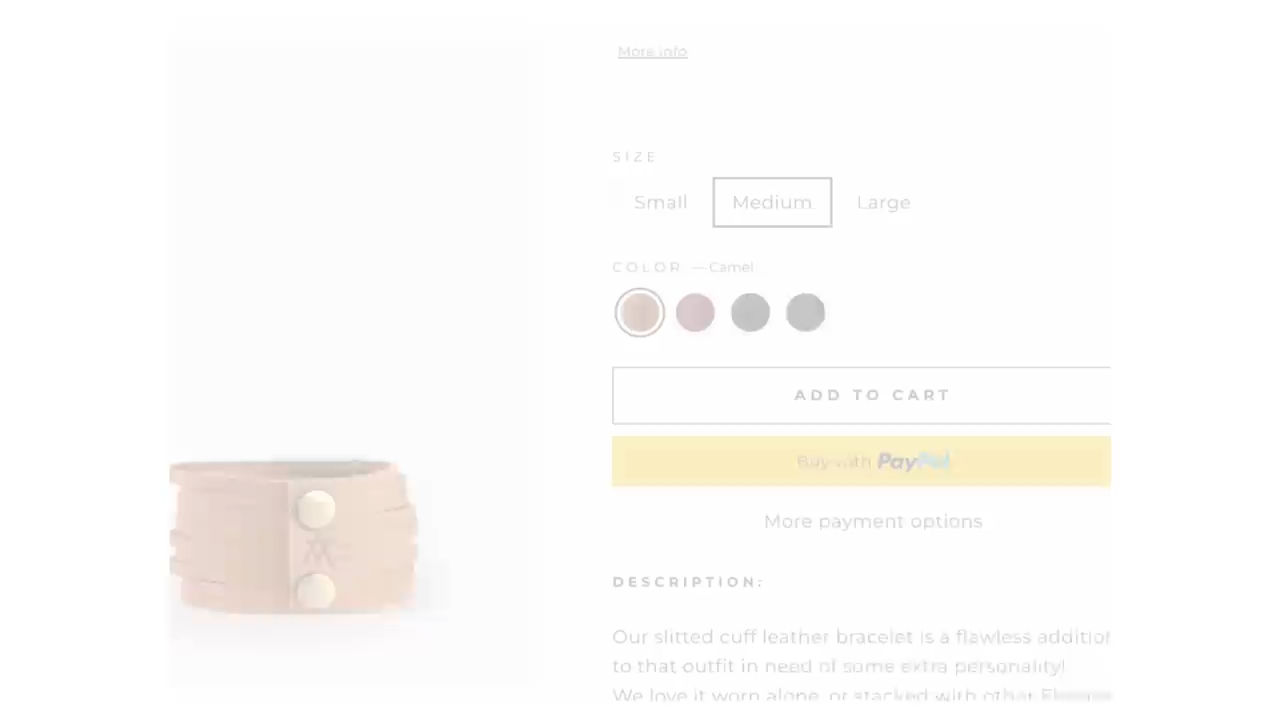 More info
SIZE
Small Medium Large
COLOR — Camel
ADD TO CART
Buy with PayPal
More payment options
DESCRIPTION:
Our slitted cuff leather bracelet is a flawless addition
to that outfit in need of some extra personality!
We love it worn alone, or stacked with other